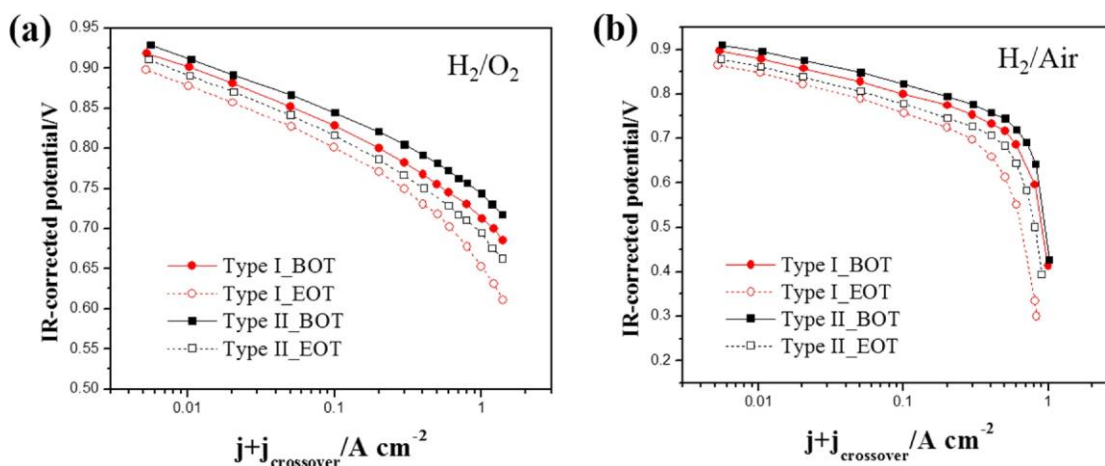 (a)
H2/O2
IR-corrected potential/V
0.95
0.90
0.85
0.80
0.75
0.70
0.65
0.60
0.55
0.50
Type I_BOT
Type I_EOT
Type II_BOT
Type II_EOT
0.01 0.1 1
j+jcrossover/A cm-2
(b)
H2/Air
IR-corrected potential/V
0.9
0.8
0.7
0.6
0.5
0.4
0.3
0.2
Type I_BOT
Type I_EOT
Type II_BOT
Type II_EOT
0.01 0.1 1
j+jcrossover/A cm-2